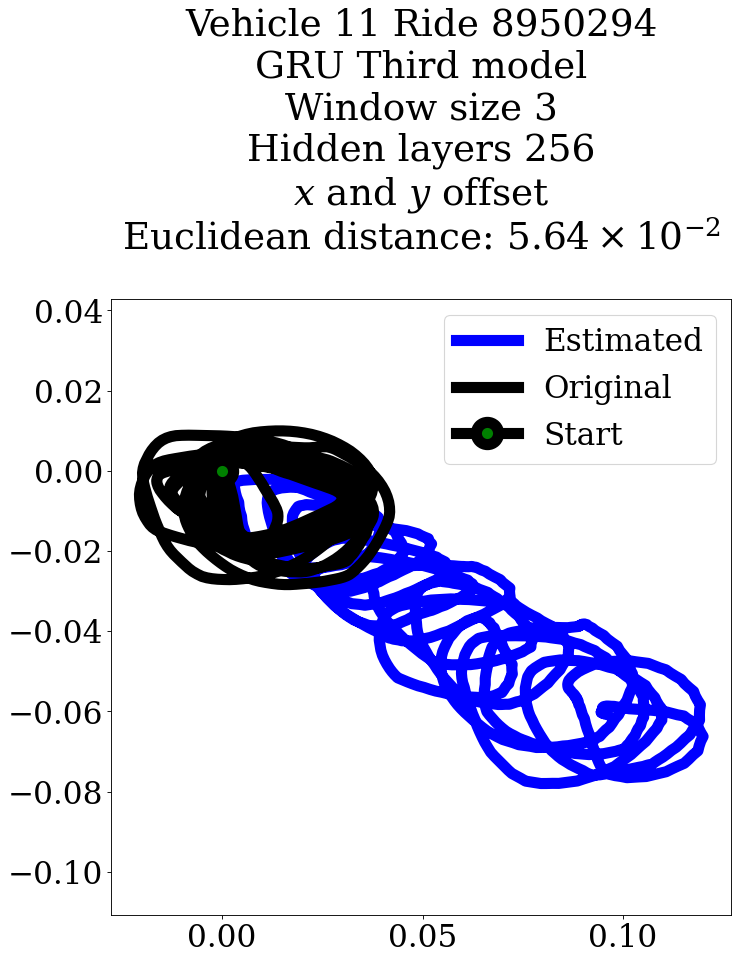 Vehicle 11 Ride 8950294
GRU Third model
Window size 3
Hidden layers 256
x and y offset
Euclidean distance: 5.64 × 10⁻²
Estimated
Original
Start
0.04
0.02
0.00
−0.02
−0.04
−0.06
−0.08
−0.10
0.00 0.05 0.10